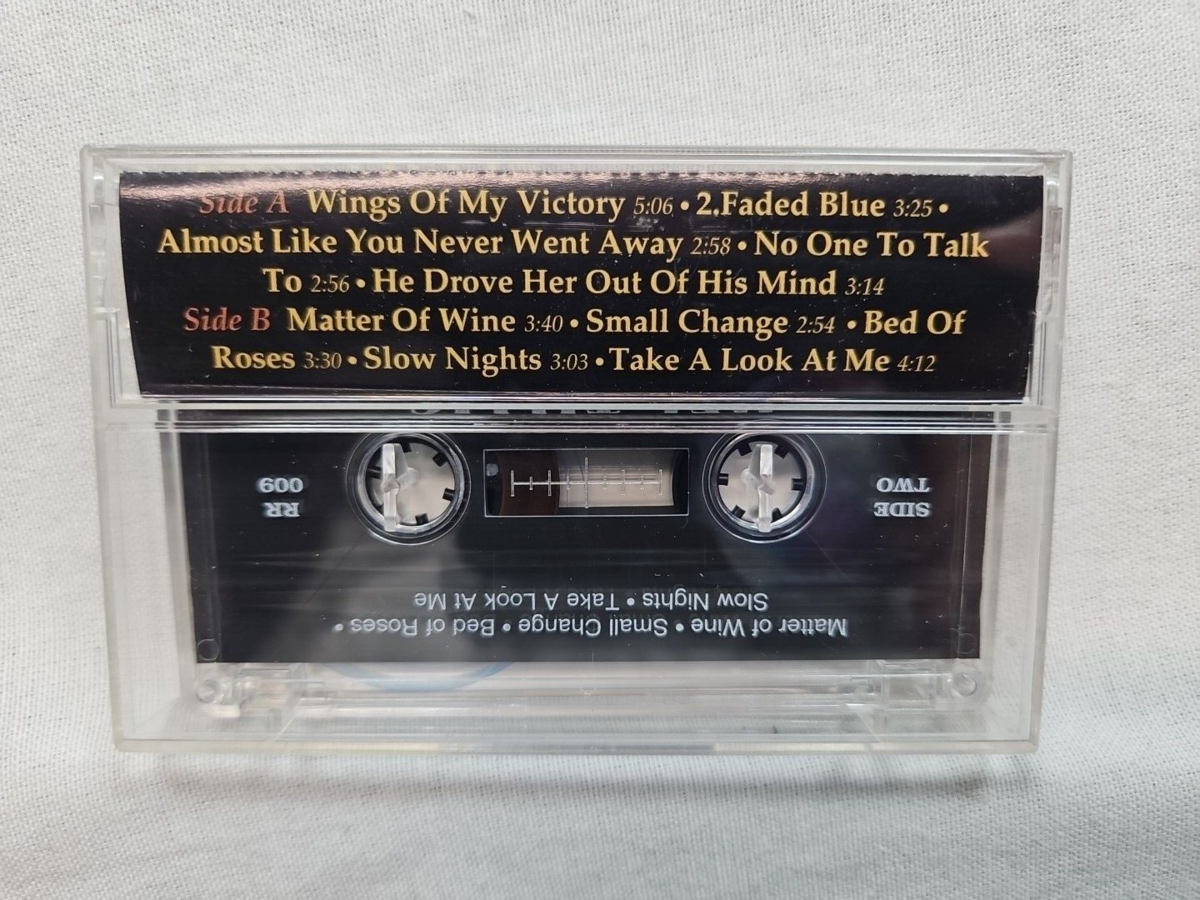 Side A Wings Of My Victory 5:06 • 2.Faded Blue 3:25 •
Almost Like You Never Went Away 2:58 • No One To Talk
To 2:56 • He Drove Her Out Of His Mind 3:14
Side B Matter Of Wine 3:40 • Small Change 2:54 • Bed Of
Roses 3:30 • Slow Nights 3:03 • Take A Look At Me 4:12
SIDE
TWO
RR
009
Matter of Wine • Small Change • Bed of Roses •
Slow Nights • Take A Look At Me